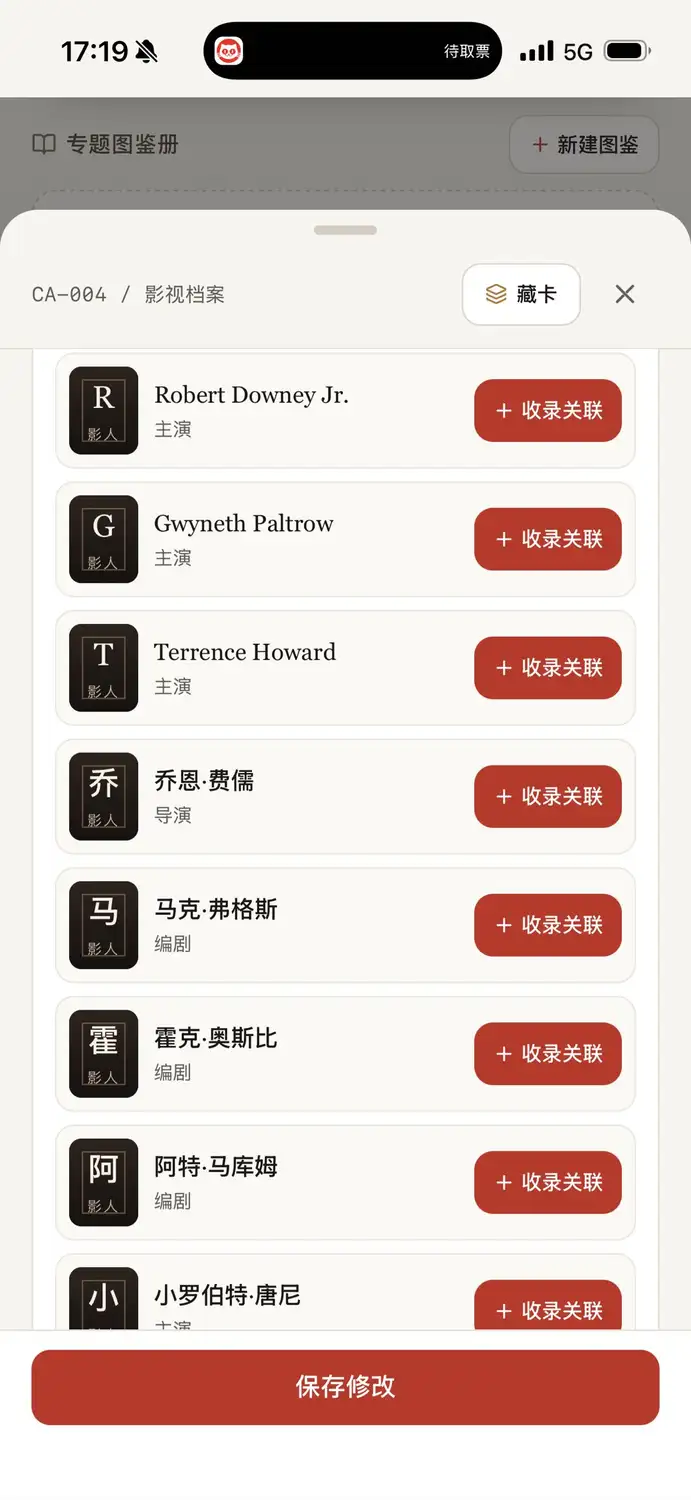 17:19
待取票
5G
专题图鉴册
+ 新建图鉴
CA-004 / 影视档案
藏卡
R
影人
Robert Downey Jr.
主演
+ 收录关联
G
影人
Gwyneth Paltrow
主演
+ 收录关联
T
影人
Terrence Howard
主演
+ 收录关联
乔
影人
乔恩·费儒
导演
+ 收录关联
马
影人
马克·弗格斯
编剧
+ 收录关联
霍
影人
霍克·奥斯比
编剧
+ 收录关联
阿
影人
阿特·马库姆
编剧
+ 收录关联
小
小罗伯特·唐尼
主演
+ 收录关联
保存修改